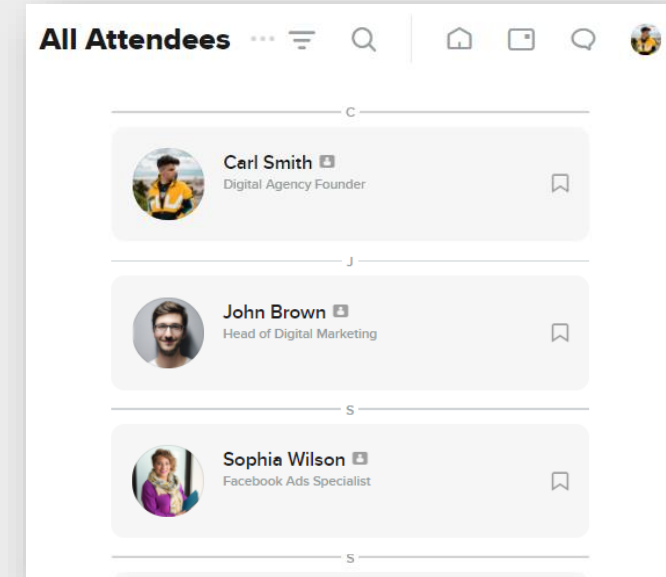 All Attendees
C
Carl Smith
Digital Agency Founder
J
John Brown
Head of Digital Marketing
S
Sophia Wilson
Facebook Ads Specialist
S